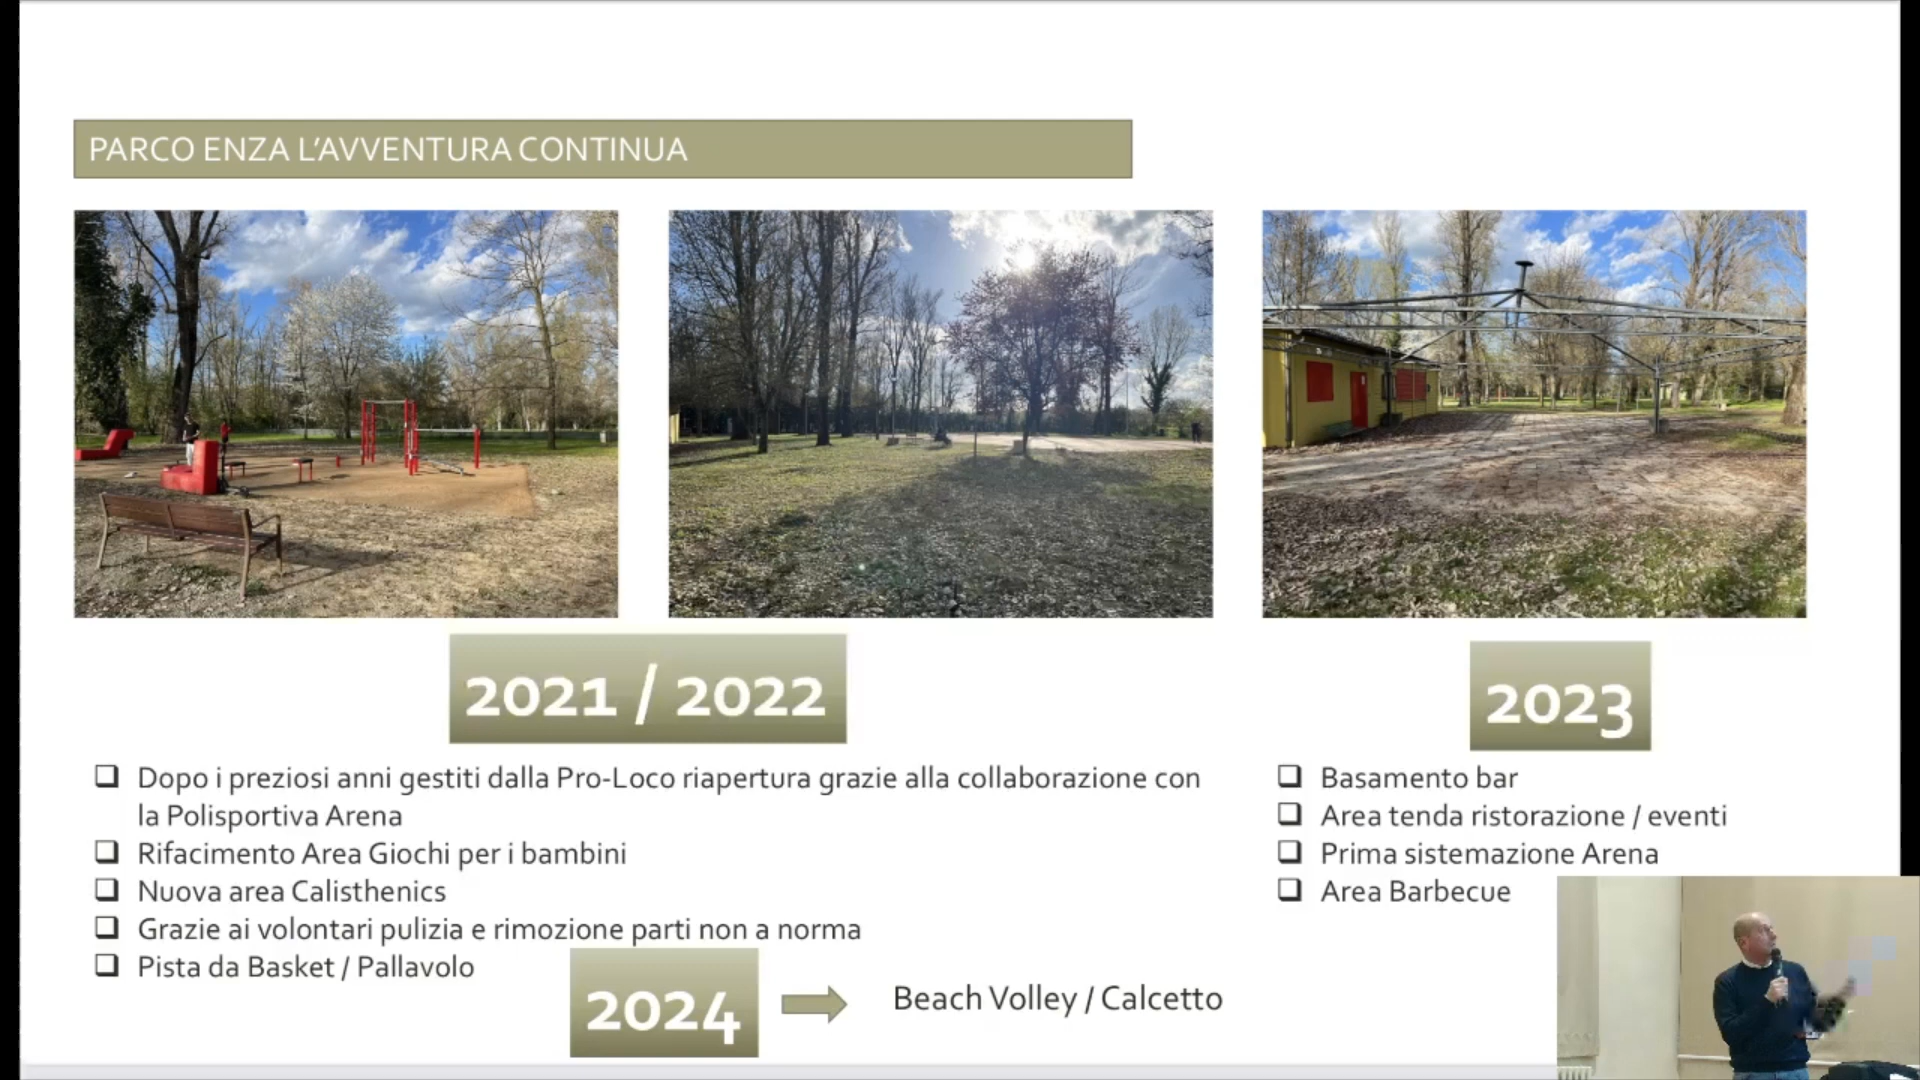 PARCO ENZA L'AVVENTURA CONTINUA
2021 / 2022
Dopo i preziosi anni gestiti dalla Pro-Loco riapertura grazie alla collaborazione con
la Polisportiva Arena
Rifacimento Area Giochi per i bambini
Nuova area Calisthenics
Grazie ai volontari pulizia e rimozione parti non a norma
Pista da Basket / Pallavolo
2023
Basamento bar
Area tenda ristorazione / eventi
Prima sistemazione Arena
Area Barbecue
2024
Beach Volley / Calcetto